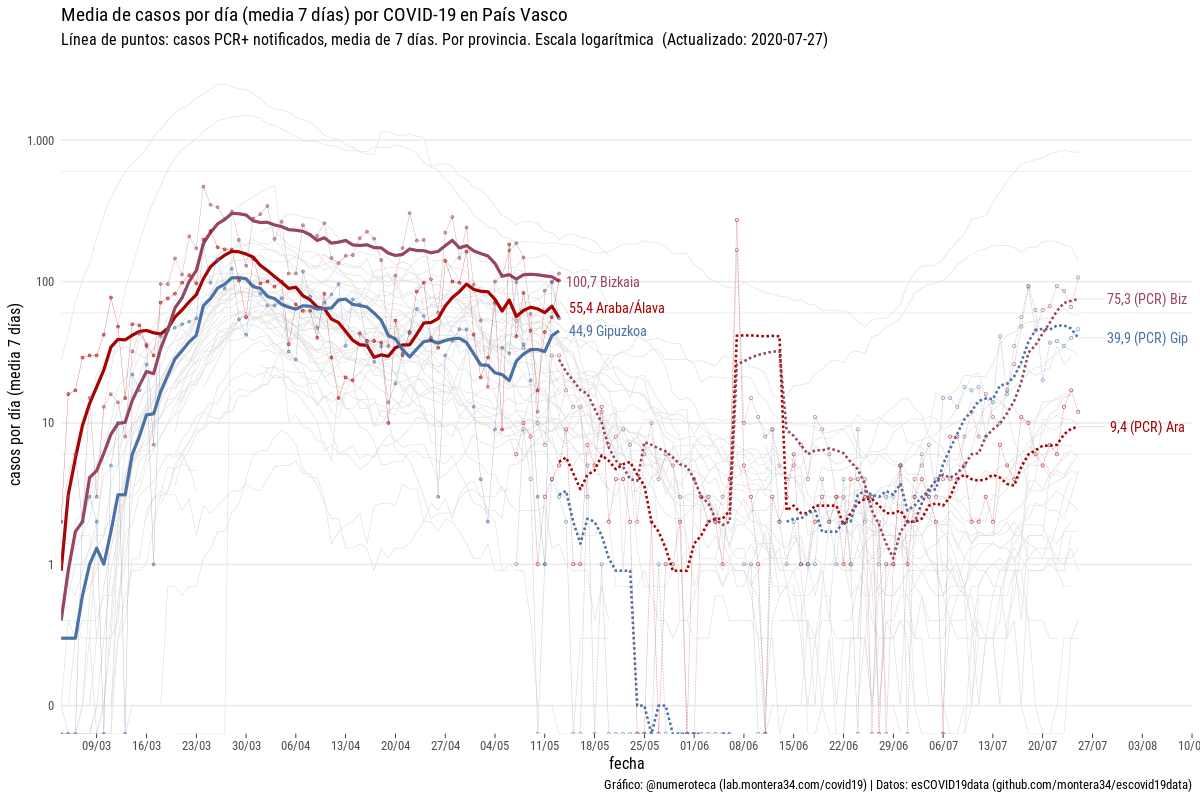 Media de casos por día (media 7 días) por COVID-19 en País Vasco
Línea de puntos: casos PCR+ notificados, media de 7 días. Por provincia. Escala logarítmica (Actualizado: 2020-07-27)
casos por día (media 7 días)
1.000
100
10
1
0
100,7 Bizkaia
55,4 Araba/Álava
44,9 Gipuzkoa
75,3 (PCR) Biz
39,9 (PCR) Gip
9,4 (PCR) Ara
09/03 16/03 23/03 30/03 06/04 13/04 20/04 27/04 04/05 11/05 18/05 25/05 01/06 08/06 15/06 22/06 29/06 06/07 13/07 20/07 27/07 03/08 10/0
fecha
Gráfico: @numeroteca (lab.montera34.com/covid19) | Datos: esCOVID19data (github.com/montera34/escovid19data)